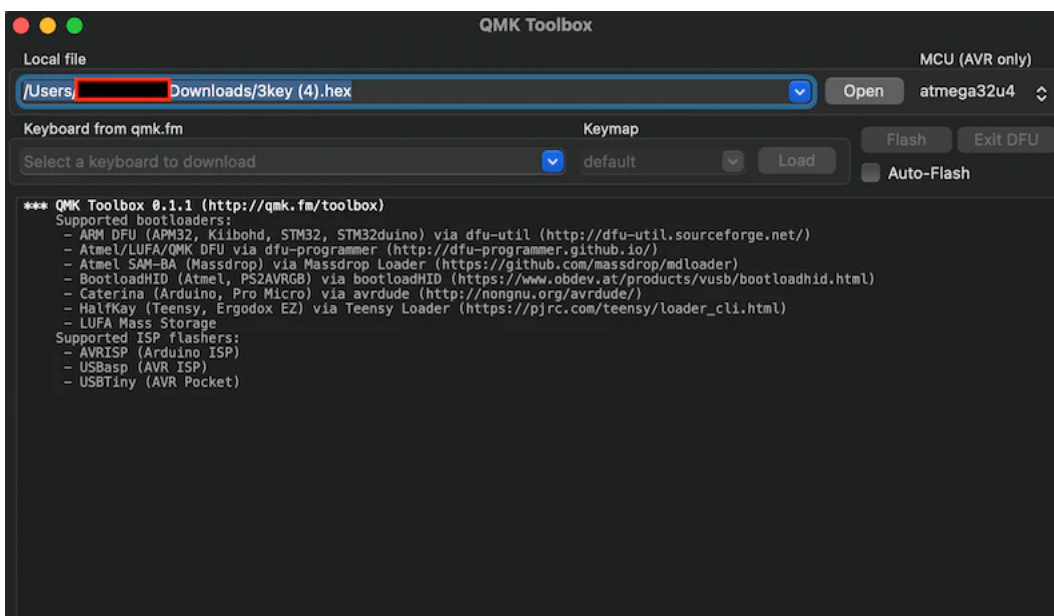 QMK Toolbox
Local file
MCU (AVR only)
/Users/
Downloads/3key (4).hex
Open
atmega32u4
Keyboard from qmk.fm
Keymap
Flash
Exit DFU
Select a keyboard to download
default
Load
Auto-Flash
*** QMK Toolbox 0.1.1 (http://qmk.fm/toolbox)
Supported bootloaders:
– ARM DFU (APM32, Kiibohd, STM32, STM32duino) via dfu-util (http://dfu-util.sourceforge.net/)
– Atmel/LUFA/QMK DFU via dfu-programmer (http://dfu-programmer.github.io/)
– Atmel SAM-BA (Massdrop) via Massdrop Loader (https://github.com/massdrop/mdloader)
– BootloadHID (Atmel, PS2AVRGB) via bootloadHID (https://www.obdev.at/products/vusb/bootloadhid.html)
– Caterina (Arduino, Pro Micro) via avrdude (http://nongnu.org/avrdude/)
– HalfKay (Teensy, Ergodox EZ) via Teensy Loader (https://pjrc.com/teensy/loader_cli.html)
– LUFA Mass Storage
Supported ISP flashers:
– AVRISP (Arduino ISP)
– USBasp (AVR ISP)
– USBTiny (AVR Pocket)